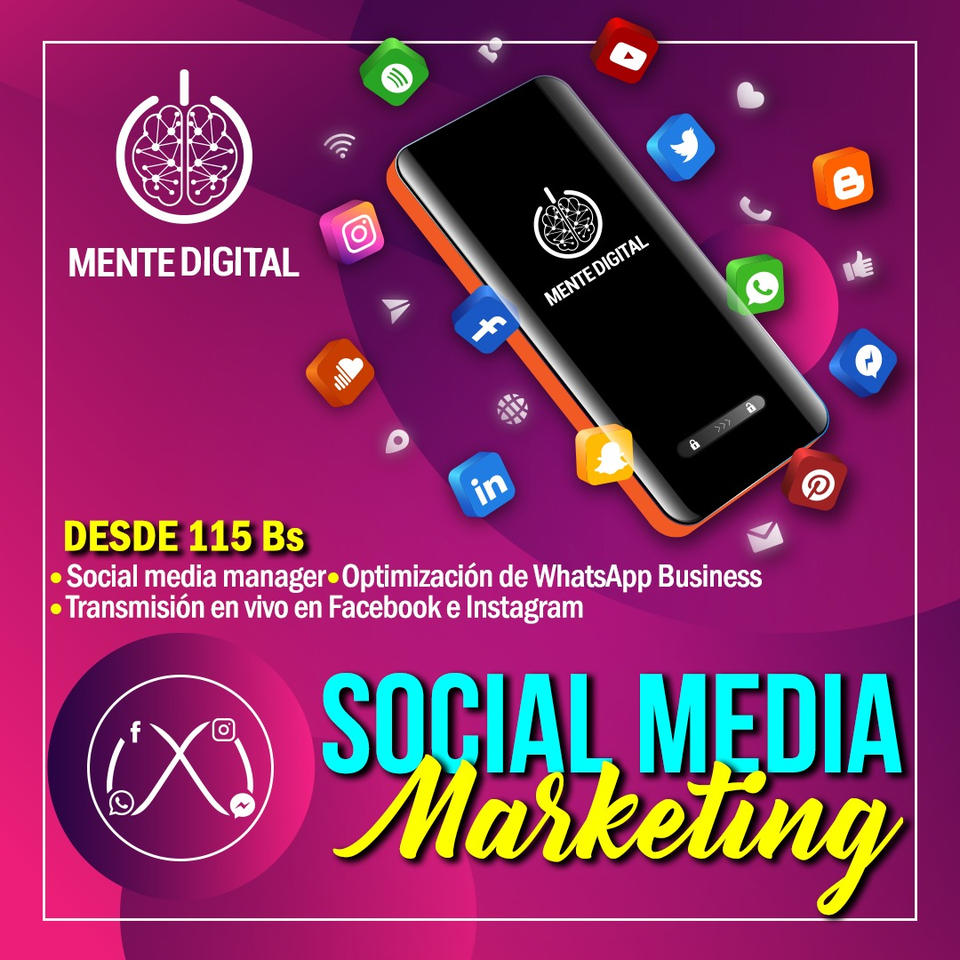 MENTE DIGITAL
MENTE DIGITAL
DESDE 115 Bs
• Social media manager • Optimización de WhatsApp Business
• Transmisión en vivo en Facebook e Instagram
SOCIAL MEDIA
Marketing